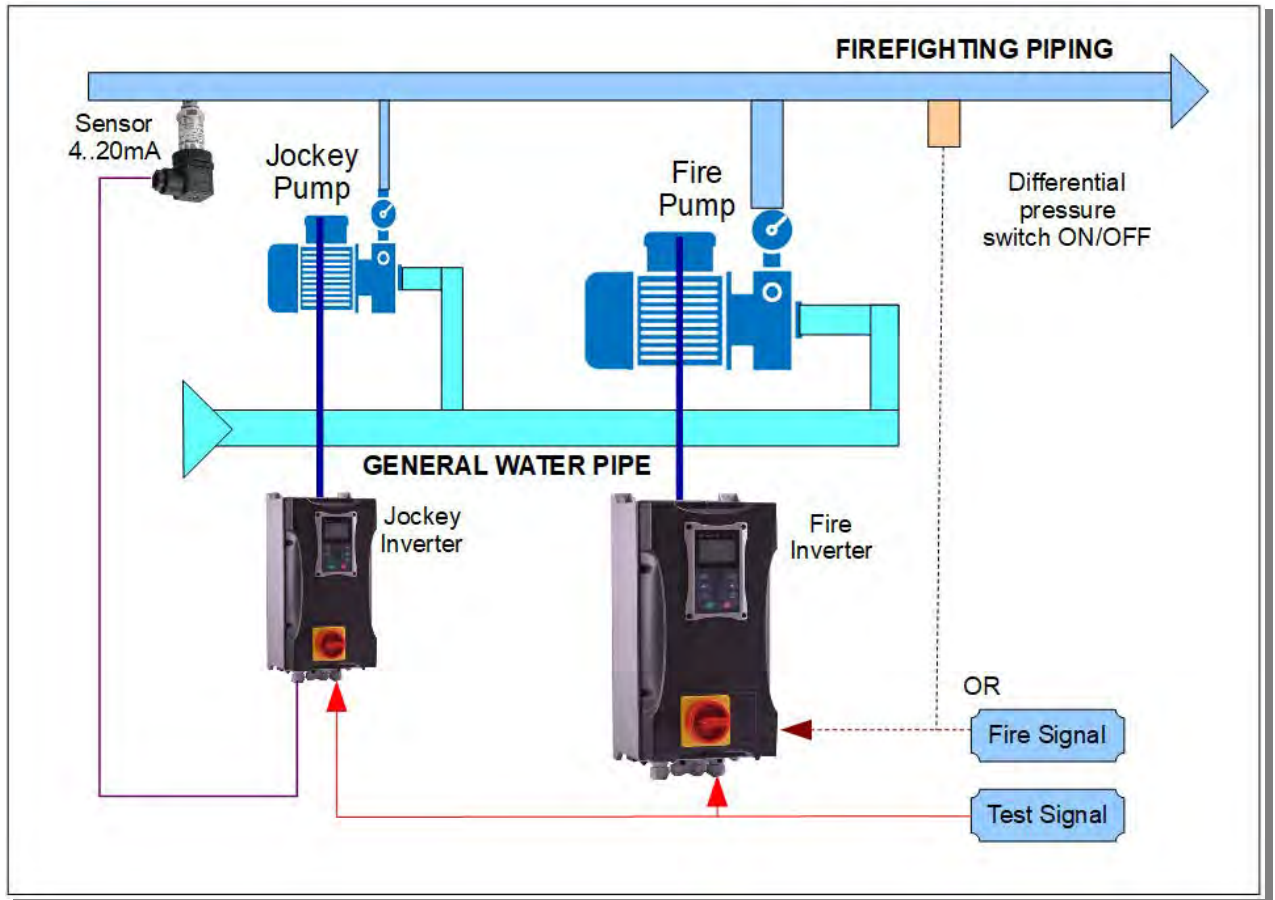 FIREFIGHTING PIPING
Sensor
4..20mA
Jockey
Pump
Fire
Pump
Differential
pressure
switch ON/OFF
GENERAL WATER PIPE
Jockey
Inverter
Fire
Inverter
OR
Fire Signal
Test Signal